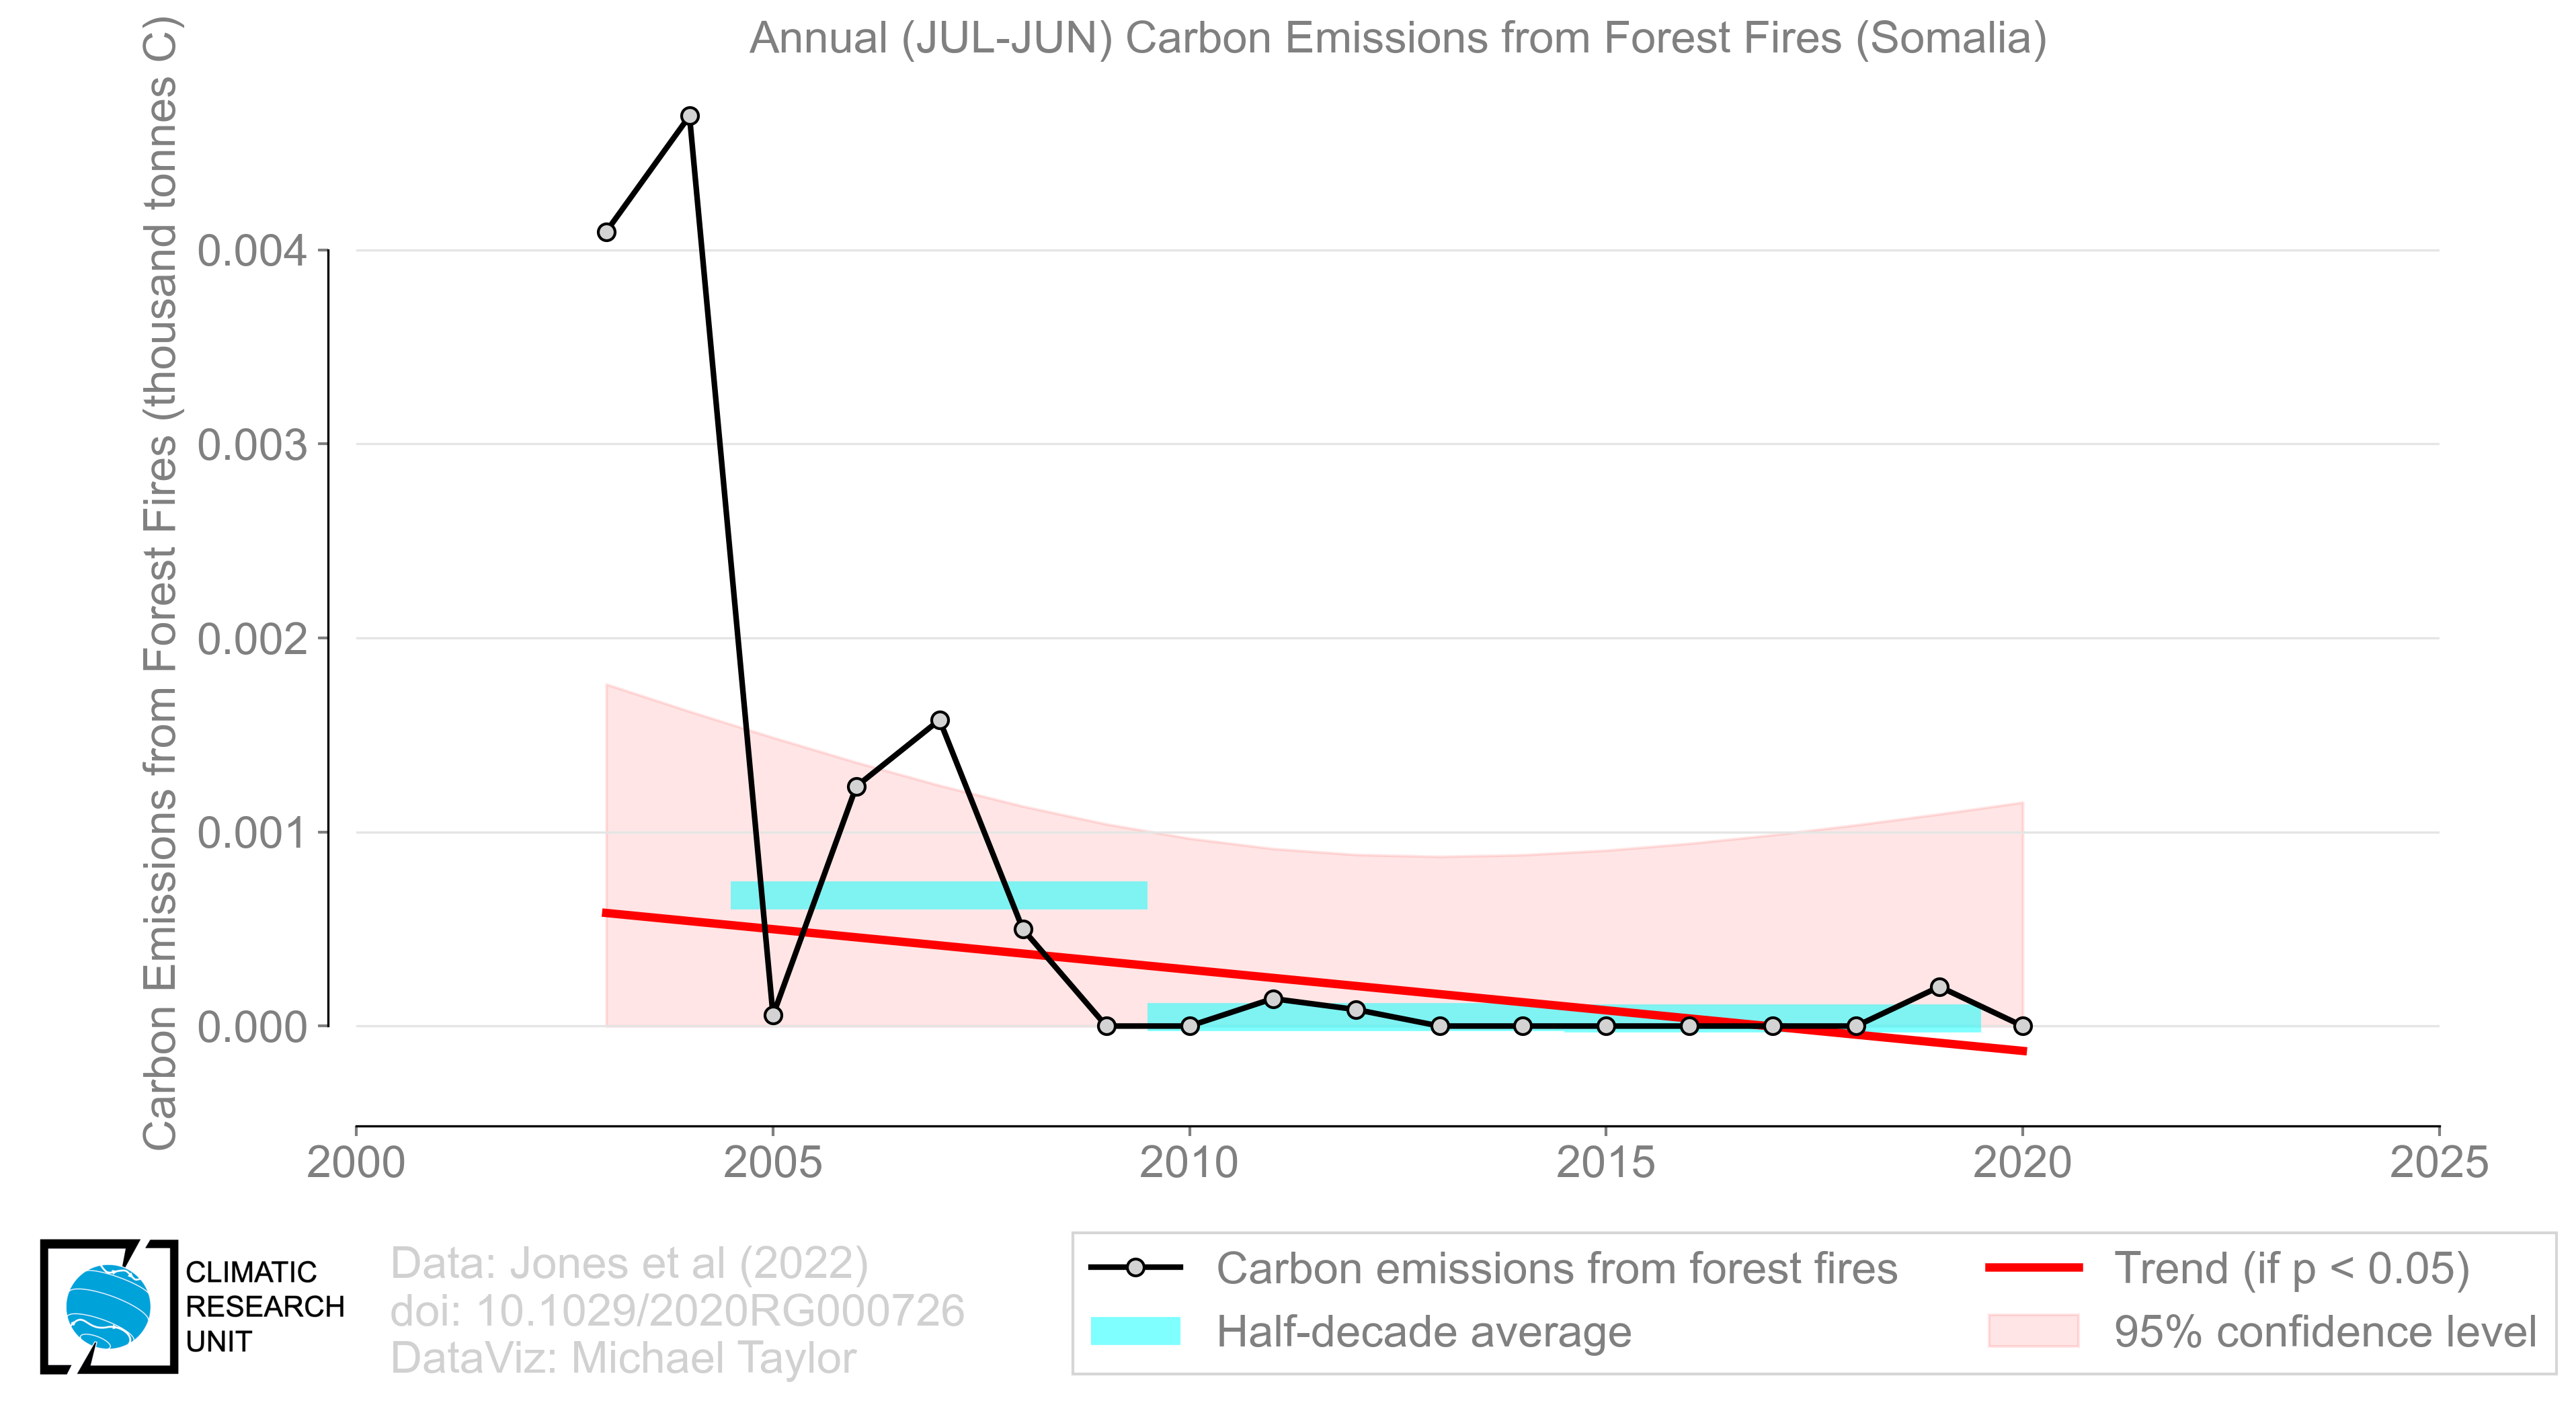 Annual (JUL-JUN) Carbon Emissions from Forest Fires (Somalia)
Carbon Emissions from Forest Fires (thousand tonnes C)
0.004
0.003
0.002
0.001
0.000
2000
2005
2010
2015
2020
2025
CLIMATIC
RESEARCH
UNIT
Data: Jones et al (2022)
doi: 10.1029/2020RG000726
DataViz: Michael Taylor
Carbon emissions from forest fires
Half-decade average
Trend (if p < 0.05)
95% confidence level